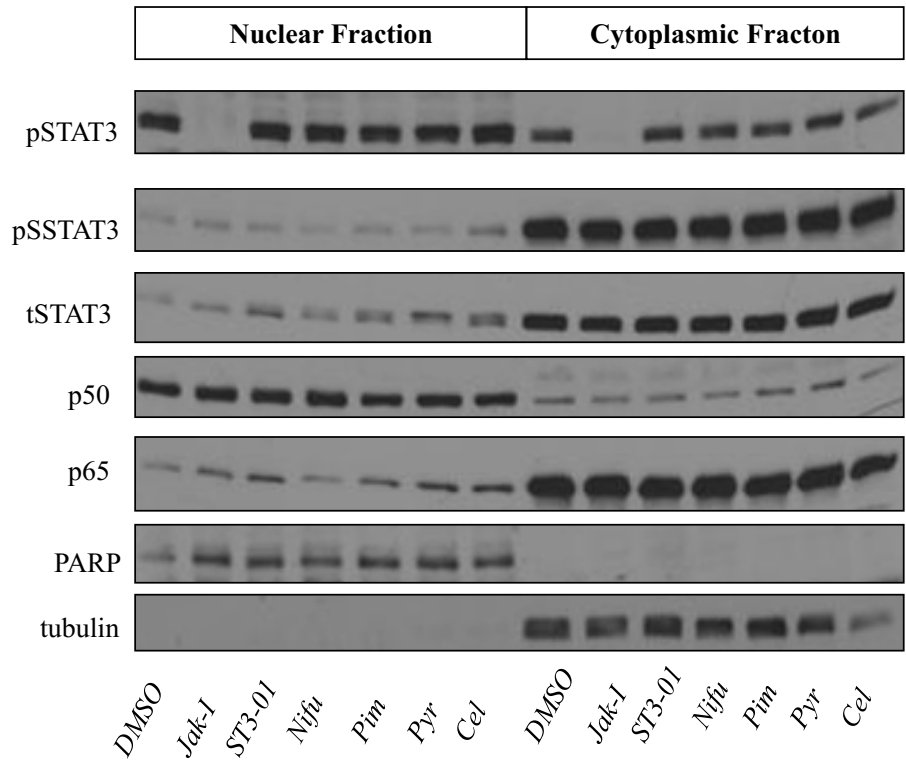 Nuclear Fraction
Cytoplasmic Fracton
pSTAT3
pSSTAT3
tSTAT3
p50
p65
PARP
tubulin
DMSO
Jak-I
ST3-01
Nifu
Pim
Pyr
Cel
DMSO
Jak-I
ST3-01
Nifu
Pim
Pyr
Cel